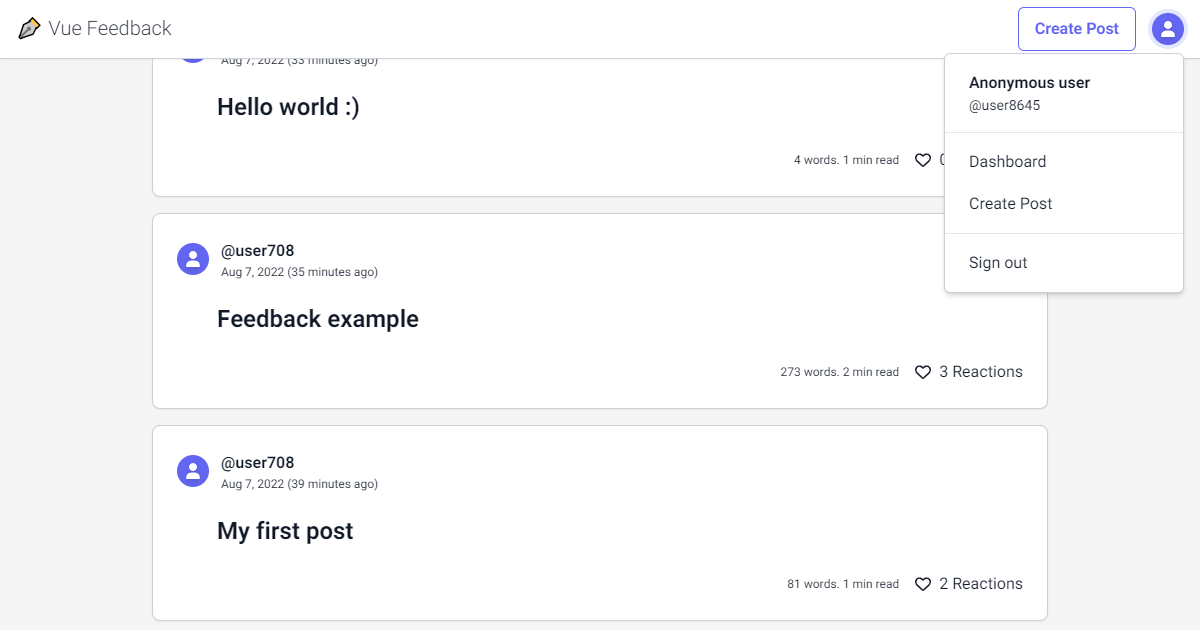 Vue Feedback
Create Post
Anonymous user
@user8645
Dashboard
Create Post
Sign out
Aug 7, 2022 (33 minutes ago)
Hello world :)
4 words. 1 min read
@user708
Aug 7, 2022 (35 minutes ago)
Feedback example
273 words. 2 min read
3 Reactions
@user708
Aug 7, 2022 (39 minutes ago)
My first post
81 words. 1 min read
2 Reactions